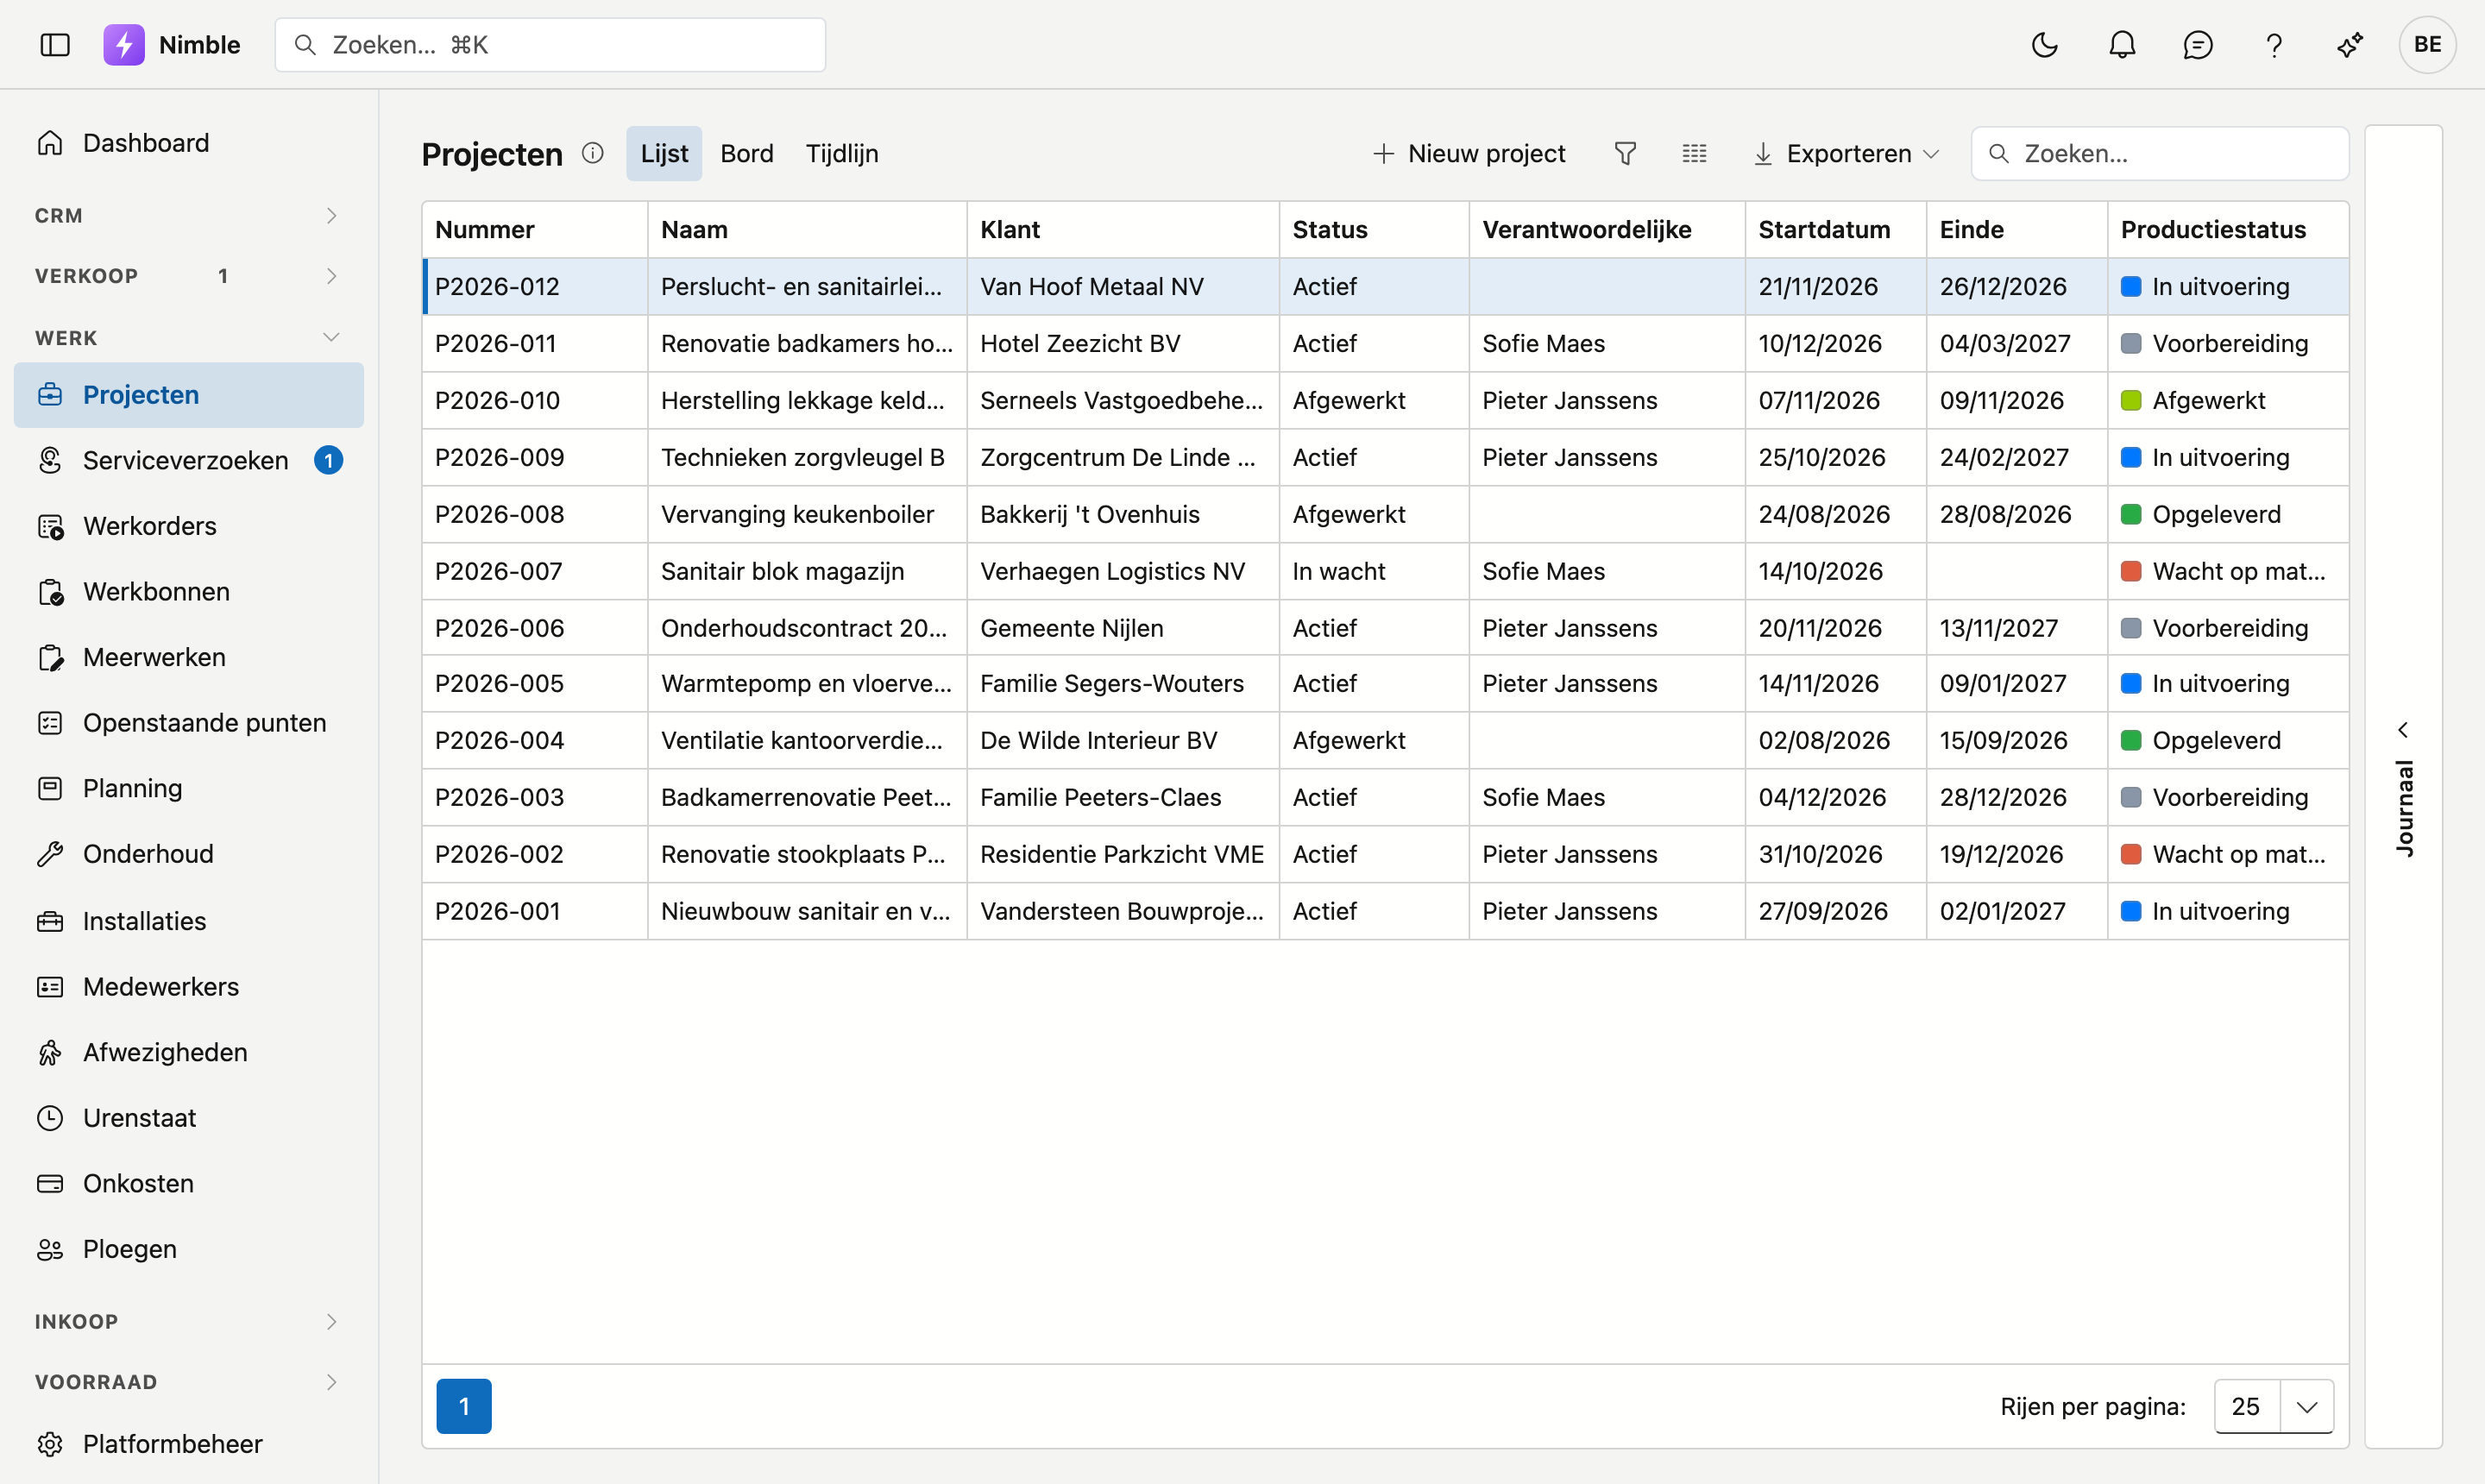 Nimble
Zoeken... ⌘K
BE
Dashboard
CRM
VERKOOP 1
WERK
Projecten
Serviceverzoeken 1
Werkorders
Werkbonnen
Meerwerken
Openstaande punten
Planning
Onderhoud
Installaties
Medewerkers
Afwezigheden
Urenstaat
Onkosten
Ploegen
INKOOP
VOORRAAD
Platformbeheer
Projecten Lijst Bord Tijdlijn Nieuw project Exporteren Zoeken...
Nummer Naam Klant Status Verantwoordelijke Startdatum Einde Productiestatus
P2026-012 Perslucht- en sanitairlei... Van Hoof Metaal NV Actief 21/11/2026 26/12/2026 In uitvoering
P2026-011 Renovatie badkamers ho... Hotel Zeezicht BV Actief Sofie Maes 10/12/2026 04/03/2027 Voorbereiding
P2026-010 Herstelling lekkage keld... Serneels Vastgoedbehe... Afgewerkt Pieter Janssens 07/11/2026 09/11/2026 Afgewerkt
P2026-009 Technieken zorgvleugel B Zorgcentrum De Linde ... Actief Pieter Janssens 25/10/2026 24/02/2027 In uitvoering
P2026-008 Vervanging keukenboiler Bakkerij 't Ovenhuis Afgewerkt 24/08/2026 28/08/2026 Opgeleverd
P2026-007 Sanitair blok magazijn Verhaegen Logistics NV In wacht Sofie Maes 14/10/2026 Wacht op mat...
P2026-006 Onderhoudscontract 20... Gemeente Nijlen Actief Pieter Janssens 20/11/2026 13/11/2027 Voorbereiding
P2026-005 Warmtepomp en vloerve... Familie Segers-Wouters Actief Pieter Janssens 14/11/2026 09/01/2027 In uitvoering
P2026-004 Ventilatie kantoorverdie... De Wilde Interieur BV Afgewerkt 02/08/2026 15/09/2026 Opgeleverd
P2026-003 Badkamerrenovatie Peet... Familie Peeters-Claes Actief Sofie Maes 04/12/2026 28/12/2026 Voorbereiding
P2026-002 Renovatie stookplaats P... Residentie Parkzicht VME Actief Pieter Janssens 31/10/2026 19/12/2026 Wacht op mat...
P2026-001 Nieuwbouw sanitair en v... Vandersteen Bouwproje... Actief Pieter Janssens 27/09/2026 02/01/2027 In uitvoering
1 Rijen per pagina: 25
Journaal